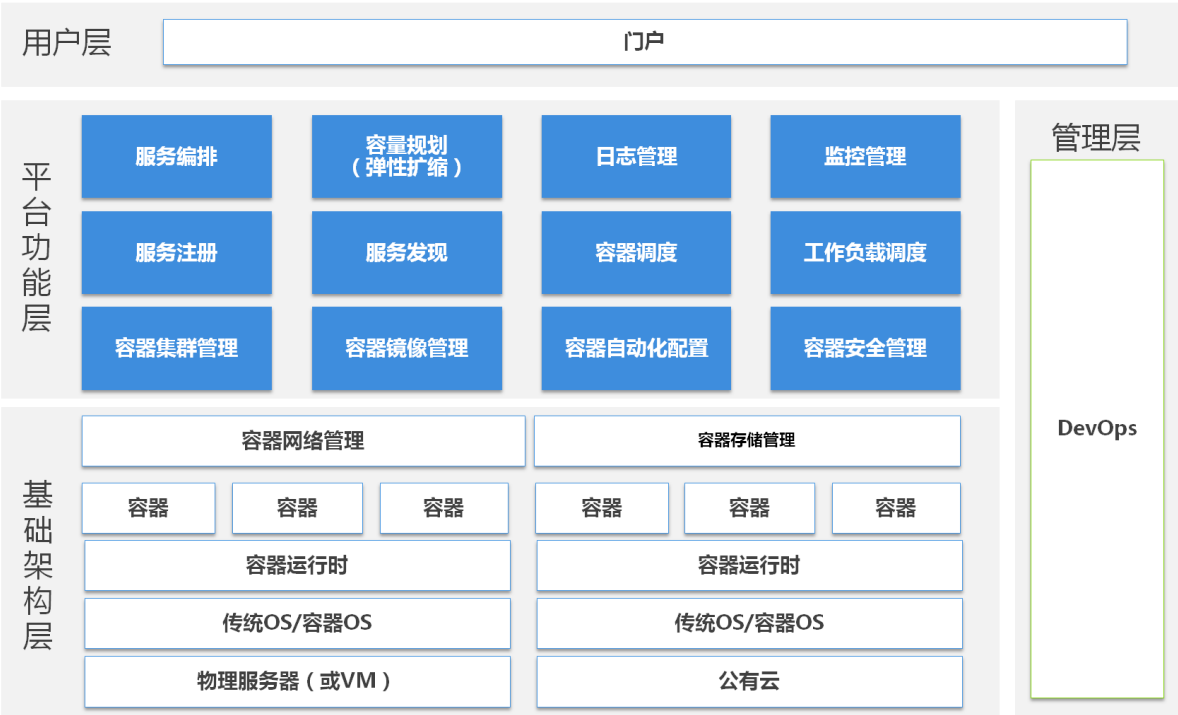 用户层
门户
平台功能层
服务编排
容量规划
（弹性扩缩）
日志管理
监控管理
服务注册
服务发现
容器调度
工作负载调度
容器集群管理
容器镜像管理
容器自动化配置
容器安全管理
基础架构层
容器网络管理
容器存储管理
容器
容器
容器
容器
容器
容器
容器运行时
容器运行时
传统OS/容器OS
传统OS/容器OS
物理服务器（或VM）
公有云
管理层
DevOps